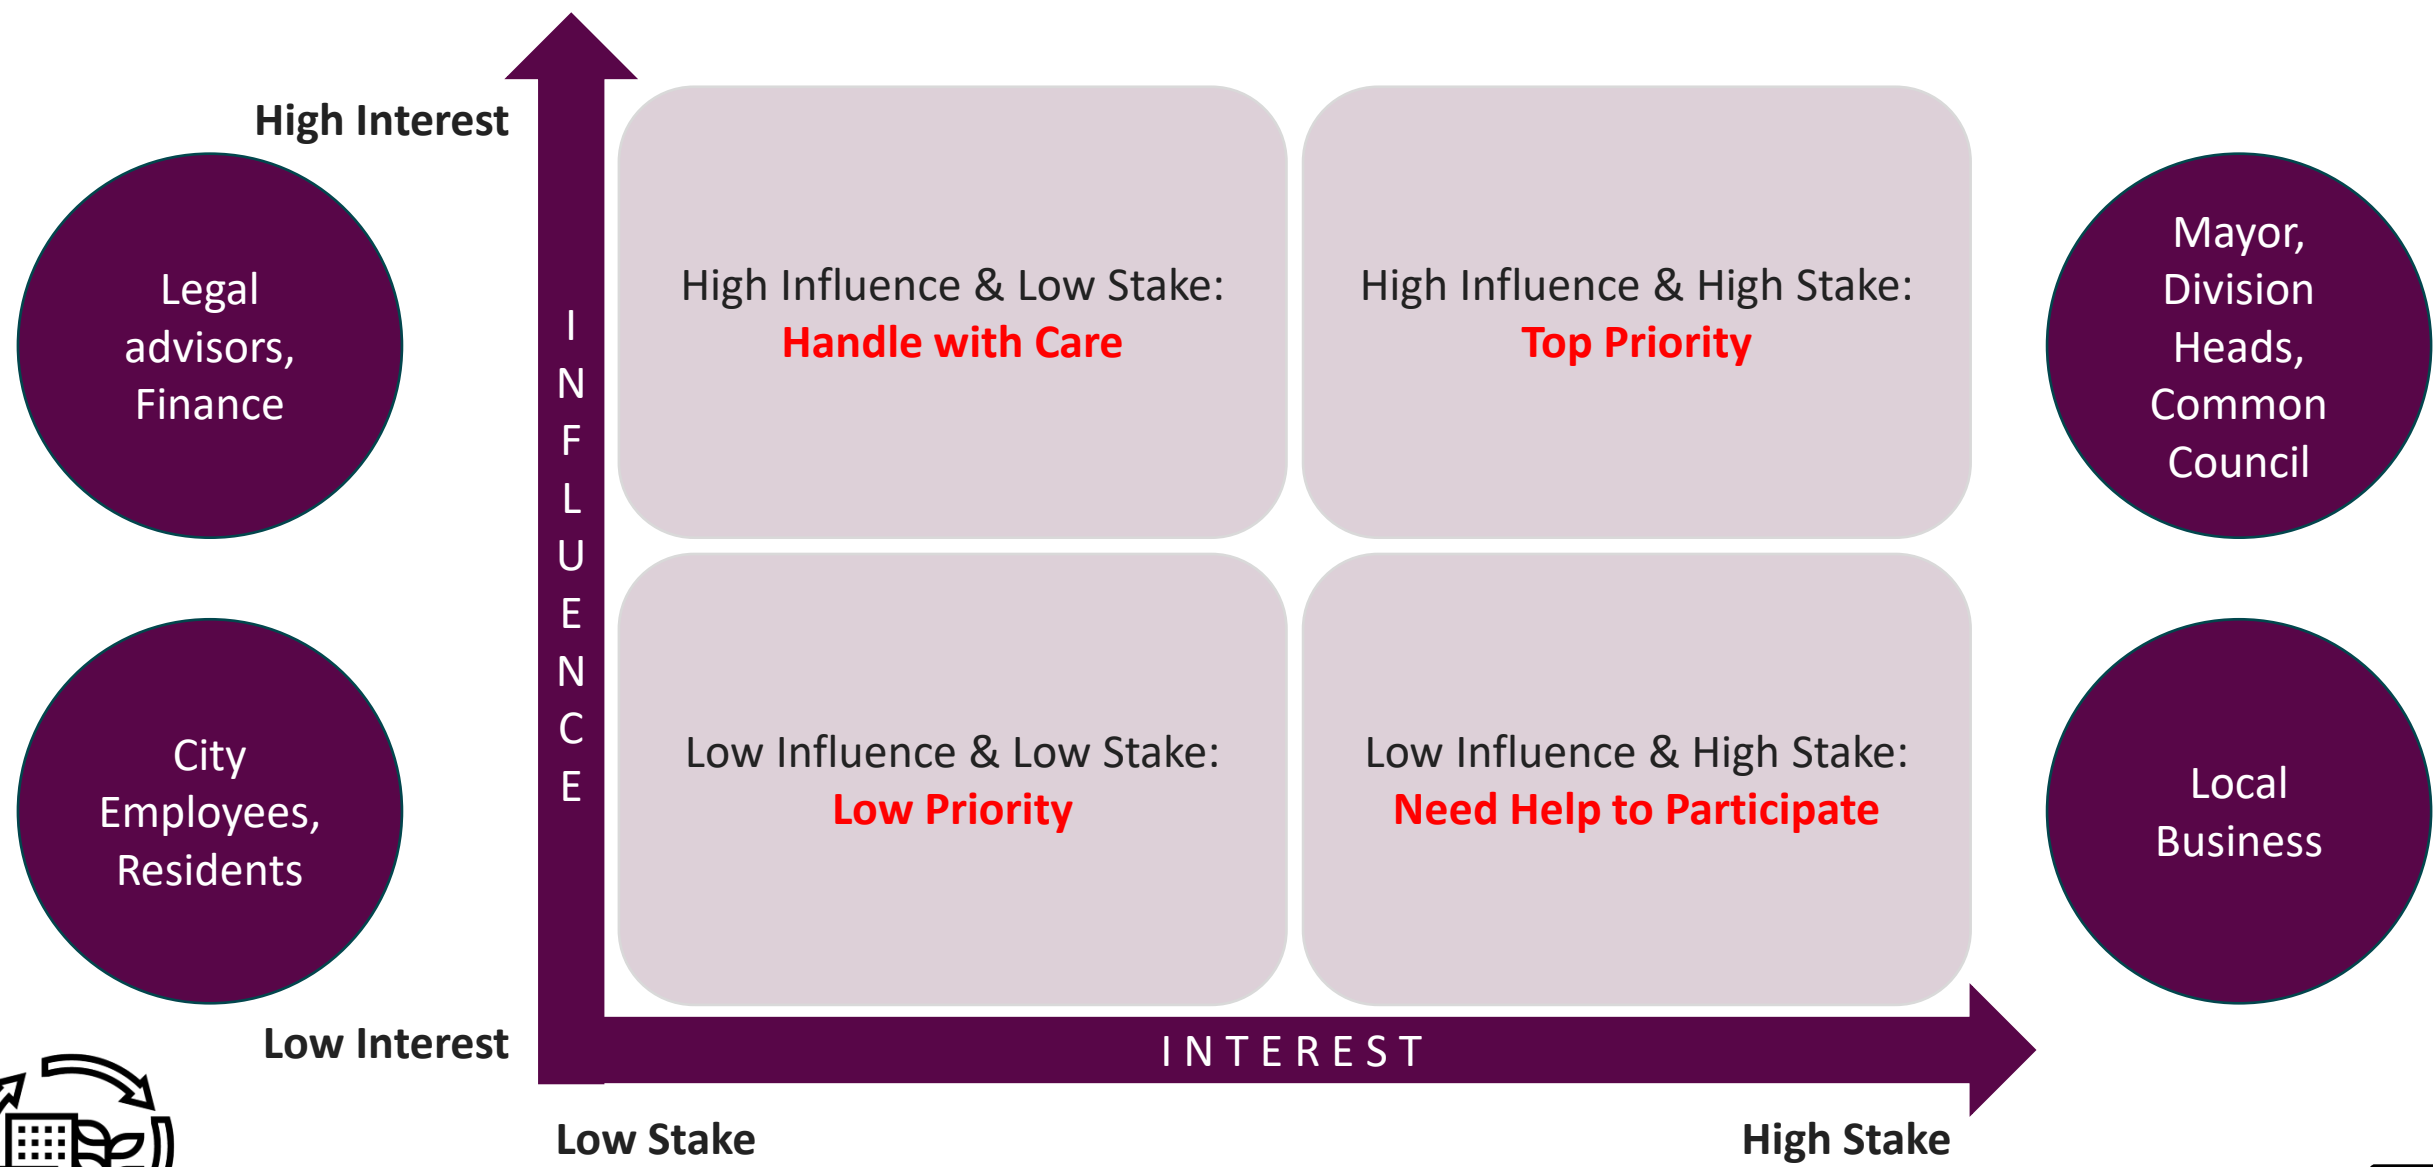 High Interest
Legal
advisors,
Finance
City
Employees,
Residents
Low Interest
INFLUENCE
High Influence & Low Stake:
Handle with Care
High Influence & High Stake:
Top Priority
Low Influence & Low Stake:
Low Priority
Low Influence & High Stake:
Need Help to Participate
INTEREST
Low Stake
High Stake
Mayor,
Division
Heads,
Common
Council
Local
Business